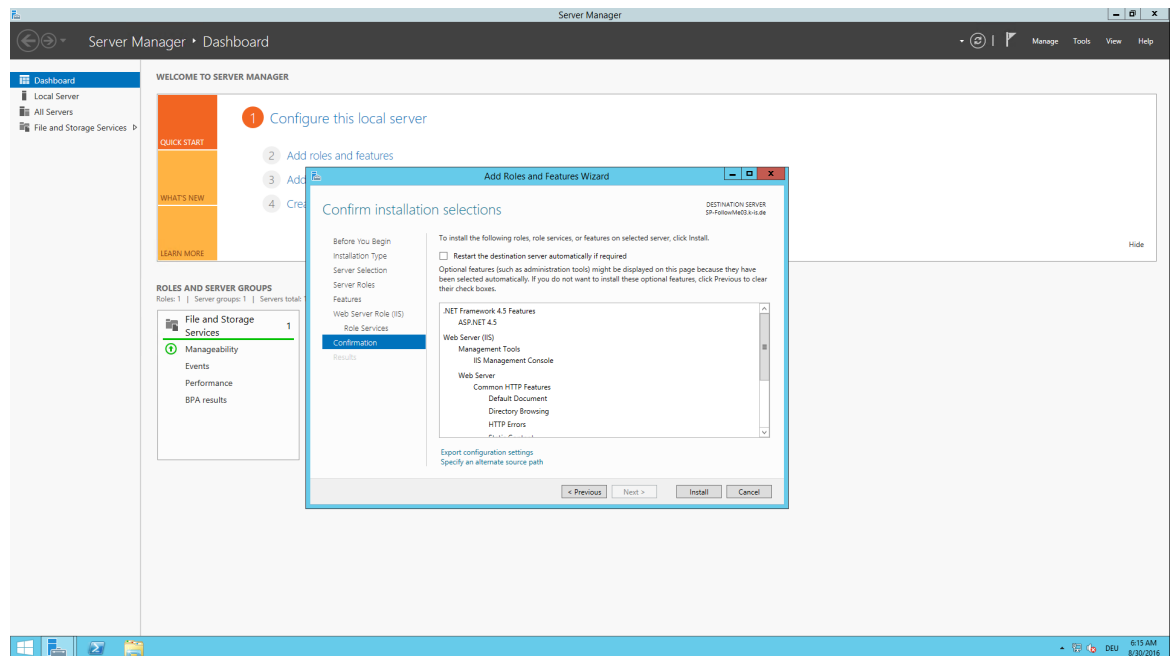 Server Manager
Server Manager • Dashboard
Manage Tools View Help
Dashboard
Local Server
All Servers
File and Storage Services
WELCOME TO SERVER MANAGER
QUICK START
WHAT'S NEW
LEARN MORE
1 Configure this local server
2 Add roles and features
3 Add
4 Crea
Hide
ROLES AND SERVER GROUPS
Roles: 1 | Server groups: 1 | Servers total: 1
File and Storage
Services
1
Manageability
Events
Performance
BPA results
Add Roles and Features Wizard
Confirm installation selections
DESTINATION SERVER
SP-FollowMe03.k-is.de
Before You Begin
Installation Type
Server Selection
Server Roles
Features
Web Server Role (IIS)
Role Services
Confirmation
Results
To install the following roles, role services, or features on selected server, click Install.
Restart the destination server automatically if required
Optional features (such as administration tools) might be displayed on this page because they have
been selected automatically. If you do not want to install these optional features, click Previous to clear
their check boxes.
.NET Framework 4.5 Features
ASP.NET 4.5
Web Server (IIS)
Management Tools
IIS Management Console
Web Server
Common HTTP Features
Default Document
Directory Browsing
HTTP Errors
Export configuration settings
Specify an alternate source path
< Previous Next > Install Cancel
DEU
6:15 AM
8/30/2016